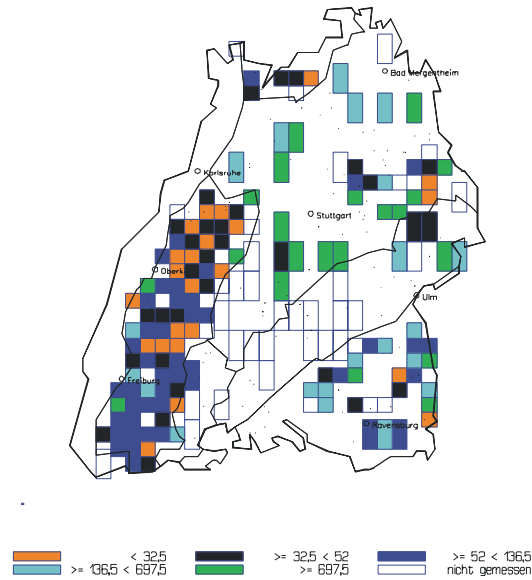 Bad Mergentheim
Karlsruhe
Stuttgart
Oberki
Ulm
Freiburg
Ravensburg
< 32,5
>= 32,5 < 52
>= 52 < 136,5
>= 136,5 < 697,5
>= 697,5
nicht gemessen